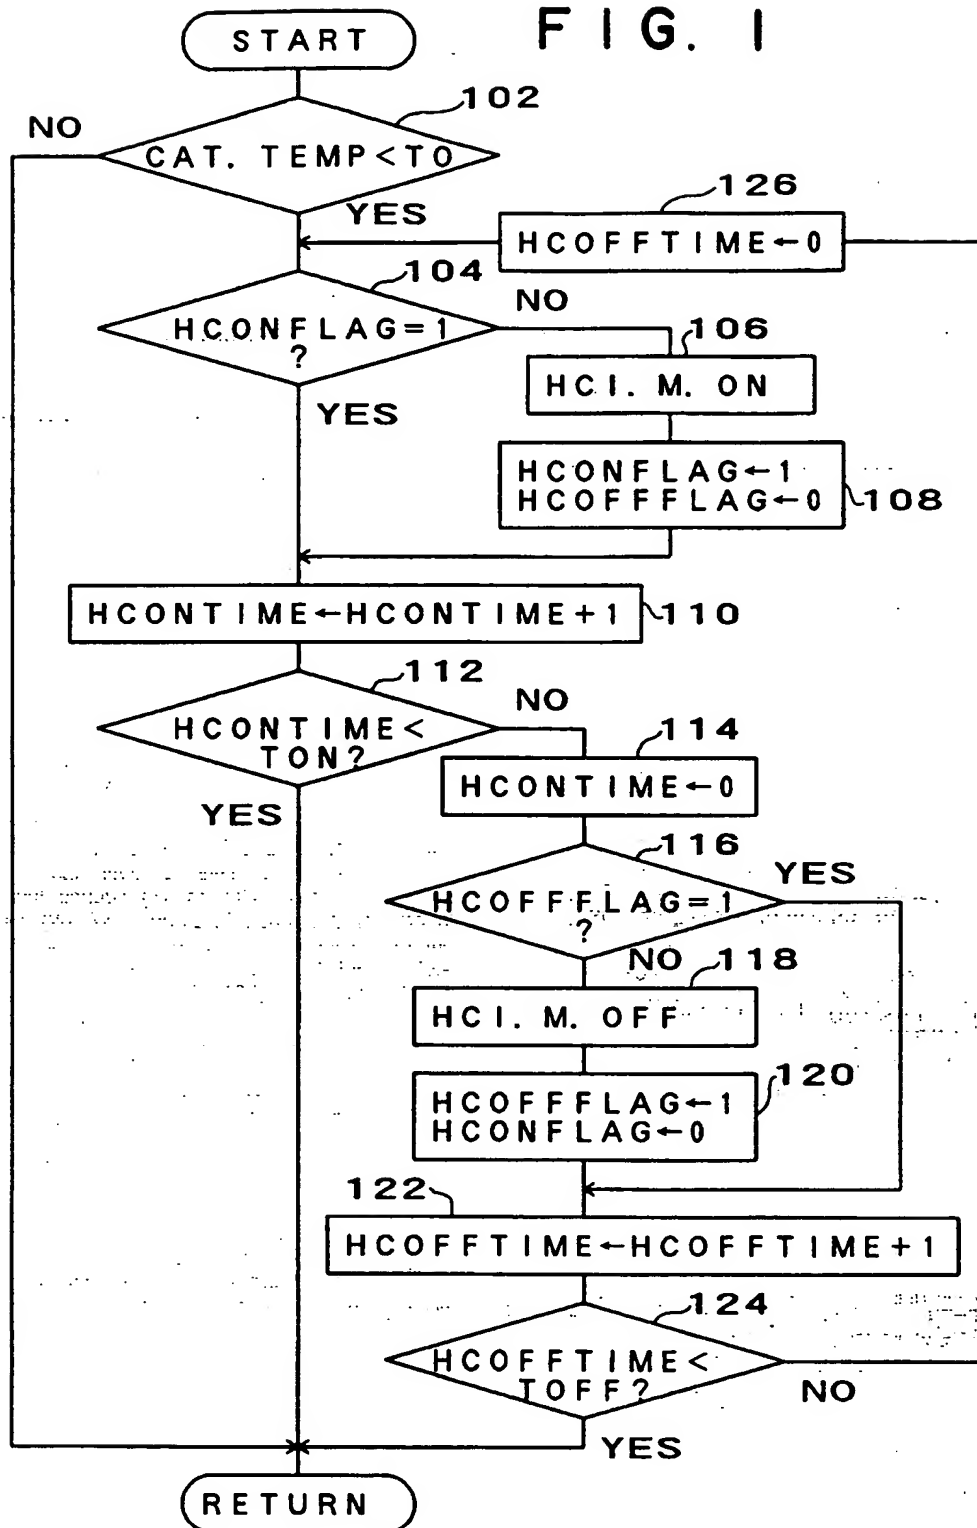 FIG. 1
START
102
NO
CAT. TEMP<TO
YES
126
HCOFFTIME←0
104
NO
HCONFLAG=1
?
106
HCI. M. ON
YES
HCONFLAG←1
HCOFFFLAG←0
108
HCONTIME←HCONTIME+1
110
112
NO
HCONTIME<
TON?
114
HCONTIME←0
YES
116
YES
HCOFFFLAG=1
?
NO
118
HCI. M. OFF
120
HCOFFFLAG←1
HCONFLAG←0
122
HCOFFTIME←HCOFFTIME+1
124
HCOFFTIME<
TOFF?
NO
YES
RETURN